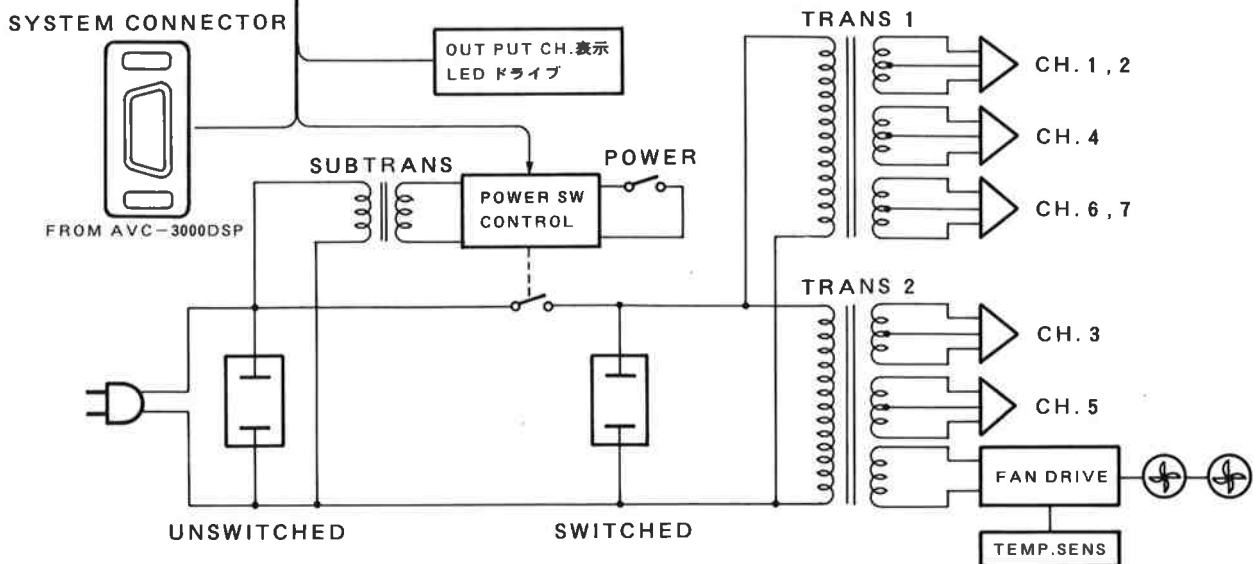 SYSTEM CONNECTOR
FROM AVC-3000DSP
OUT PUT CH.表示
LED ドライブ
SUBTRANS
POWER SW
CONTROL
POWER
UNSWITCHED
SWITCHED
TRANS 1
CH. 1 , 2
CH. 4
CH. 6, 7
TRANS 2
CH. 3
CH. 5
FAN DRIVE
TEMP.SENS